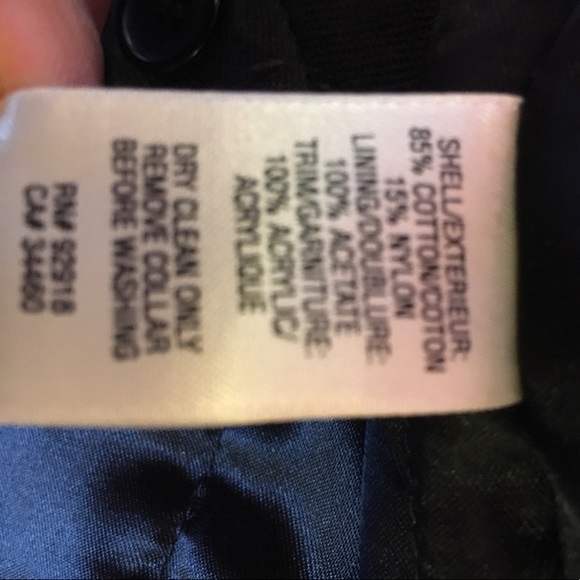 SHELL/EXTERIEUR:
85% COTTON/COTON
15% NYLON
LINING/DOUBLURE:
100% ACETATE
TRIM/GARNITURE:
100% ACRYLIC/
ACRYLIQUE
DRY CLEAN ONLY
REMOVE COLLAR
BEFORE WASHING
RN# 92918
CA# 34460